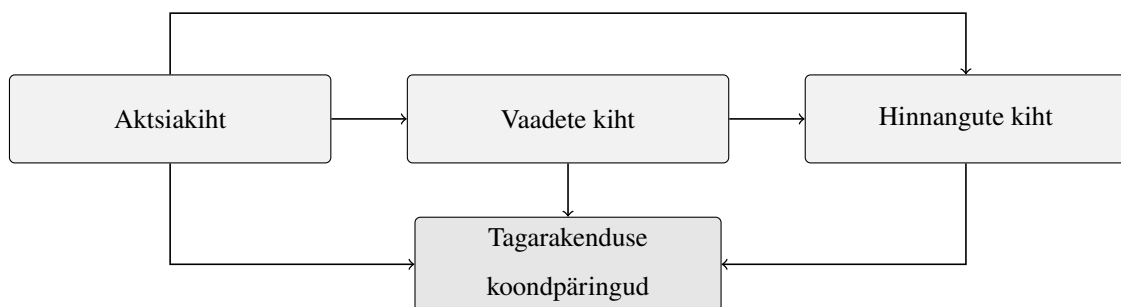 Aktsiakiht
Vaadete kiht
Hinnangute kiht
Tagarakenduse
koondpäringud